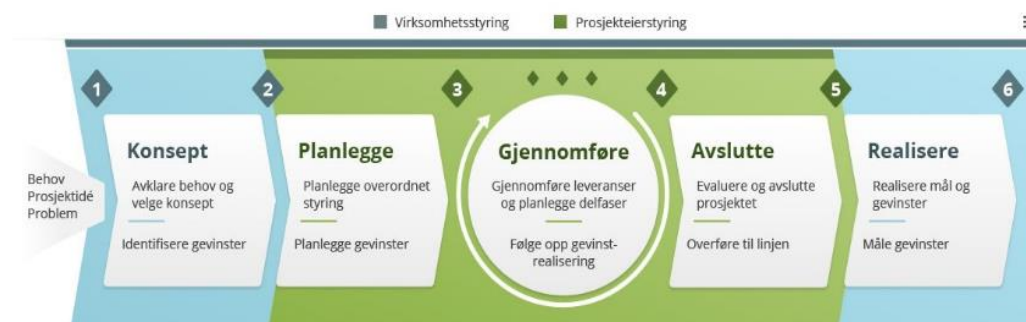 Virksomhetsstyring
Prosjekteierstyring
1
2
3
4
5
6
Behov
Prosjektidé
Problem
Konsept
Avklare behov og
velge konsept
Identifisere gevinster
Planlegge
Planlegge overordnet
styring
Planlegge gevinster
Gjennomføre
Gjennomføre leveranser
og planlegge delfaser
Følge opp gevinst-
realisering
Avslutte
Evaluere og avslutte
prosjektet
Overføre til linjen
Realisere
Realisere mål og
gevinster
Måle gevinster